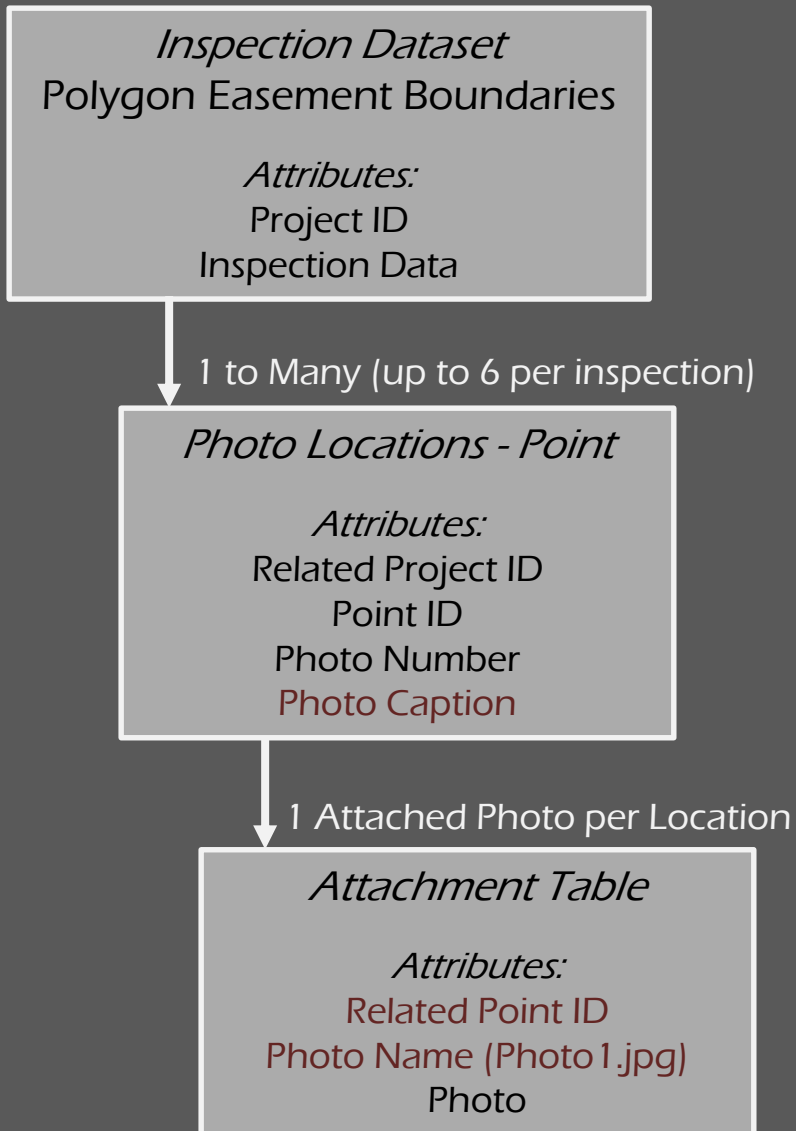 Inspection Dataset
Polygon Easement Boundaries
Attributes:
Project ID
Inspection Data
1 to Many (up to 6 per inspection)
Photo Locations - Point
Attributes:
Related Project ID
Point ID
Photo Number
Photo Caption
1 Attached Photo per Location
Attachment Table
Attributes:
Related Point ID
Photo Name (Photo1.jpg)
Photo